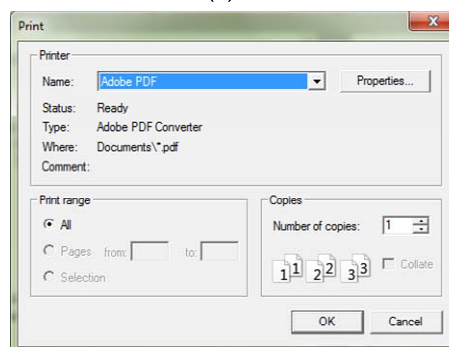 Print
Printer
Name: Adobe PDF Properties...
Status: Ready
Type: Adobe PDF Converter
Where: Documents\*.pdf
Comment:
Print range
All
Pages from: to:
Selection
Copies
Number of copies: 1
1 1 2 2 3 3 Collate
OK Cancel